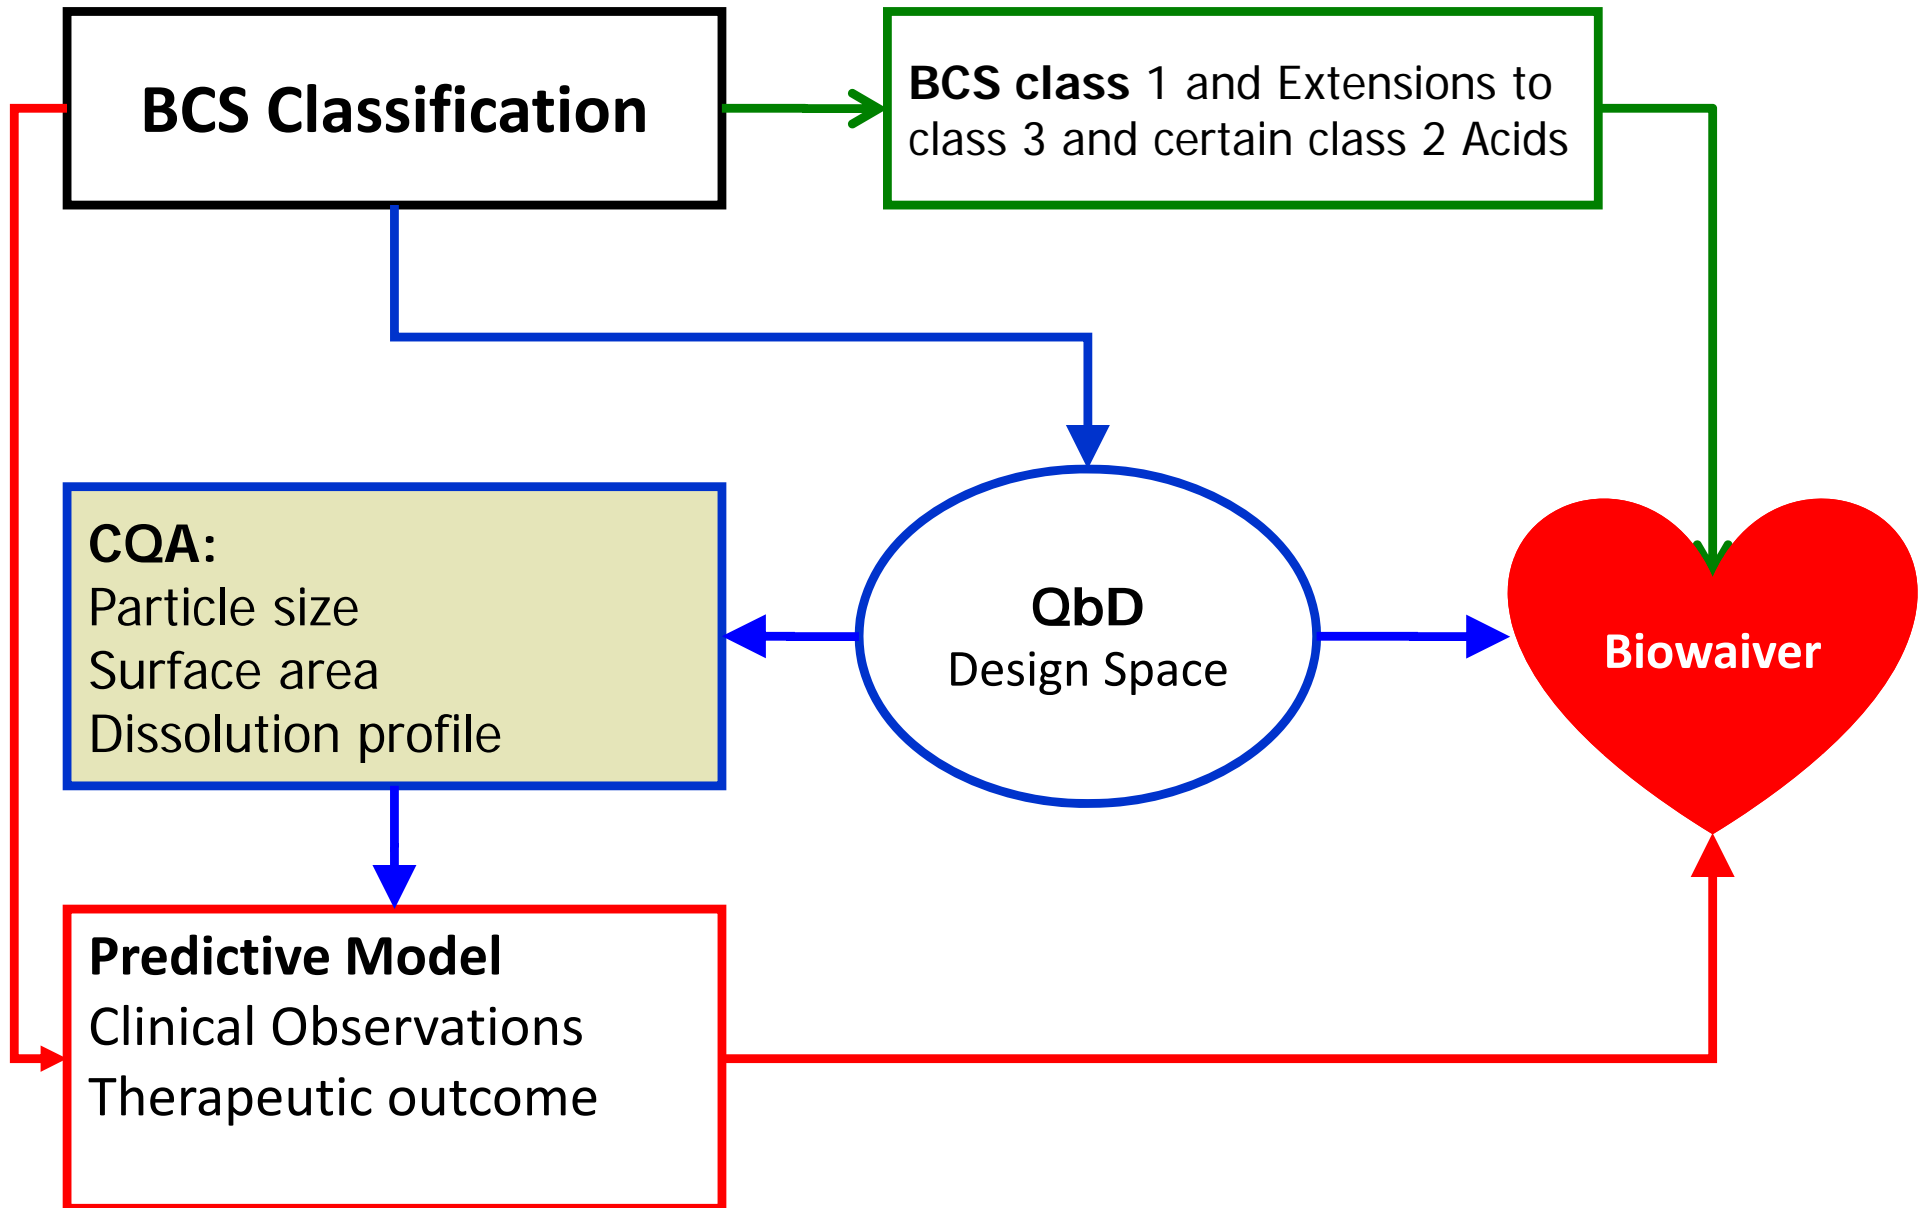 BCS Classification
BCS class 1 and Extensions to
class 3 and certain class 2 Acids
CQA:
Particle size
Surface area
Dissolution profile
QbD
Design Space
Biowaiver
Predictive Model
Clinical Observations
Therapeutic outcome